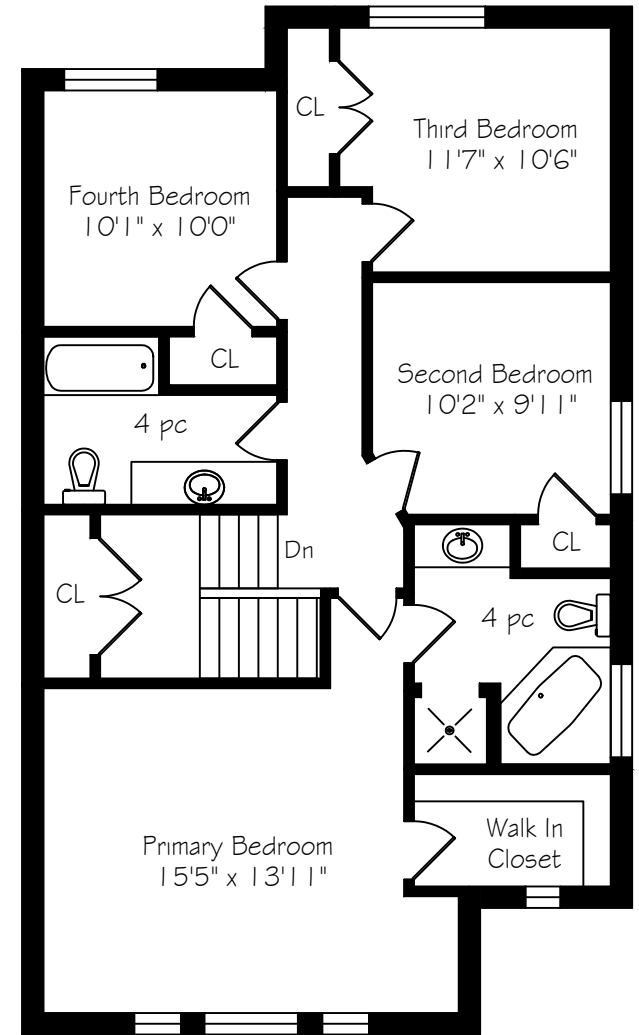 CL
Third Bedroom
11'7" x 10'6"
Fourth Bedroom
10'1" x 10'0"
CL
Second Bedroom
10'2" x 9'11"
4 pc
Dn
CL
CL
4 pc
Walk In
Closet
Primary Bedroom
15'5" x 13'11"